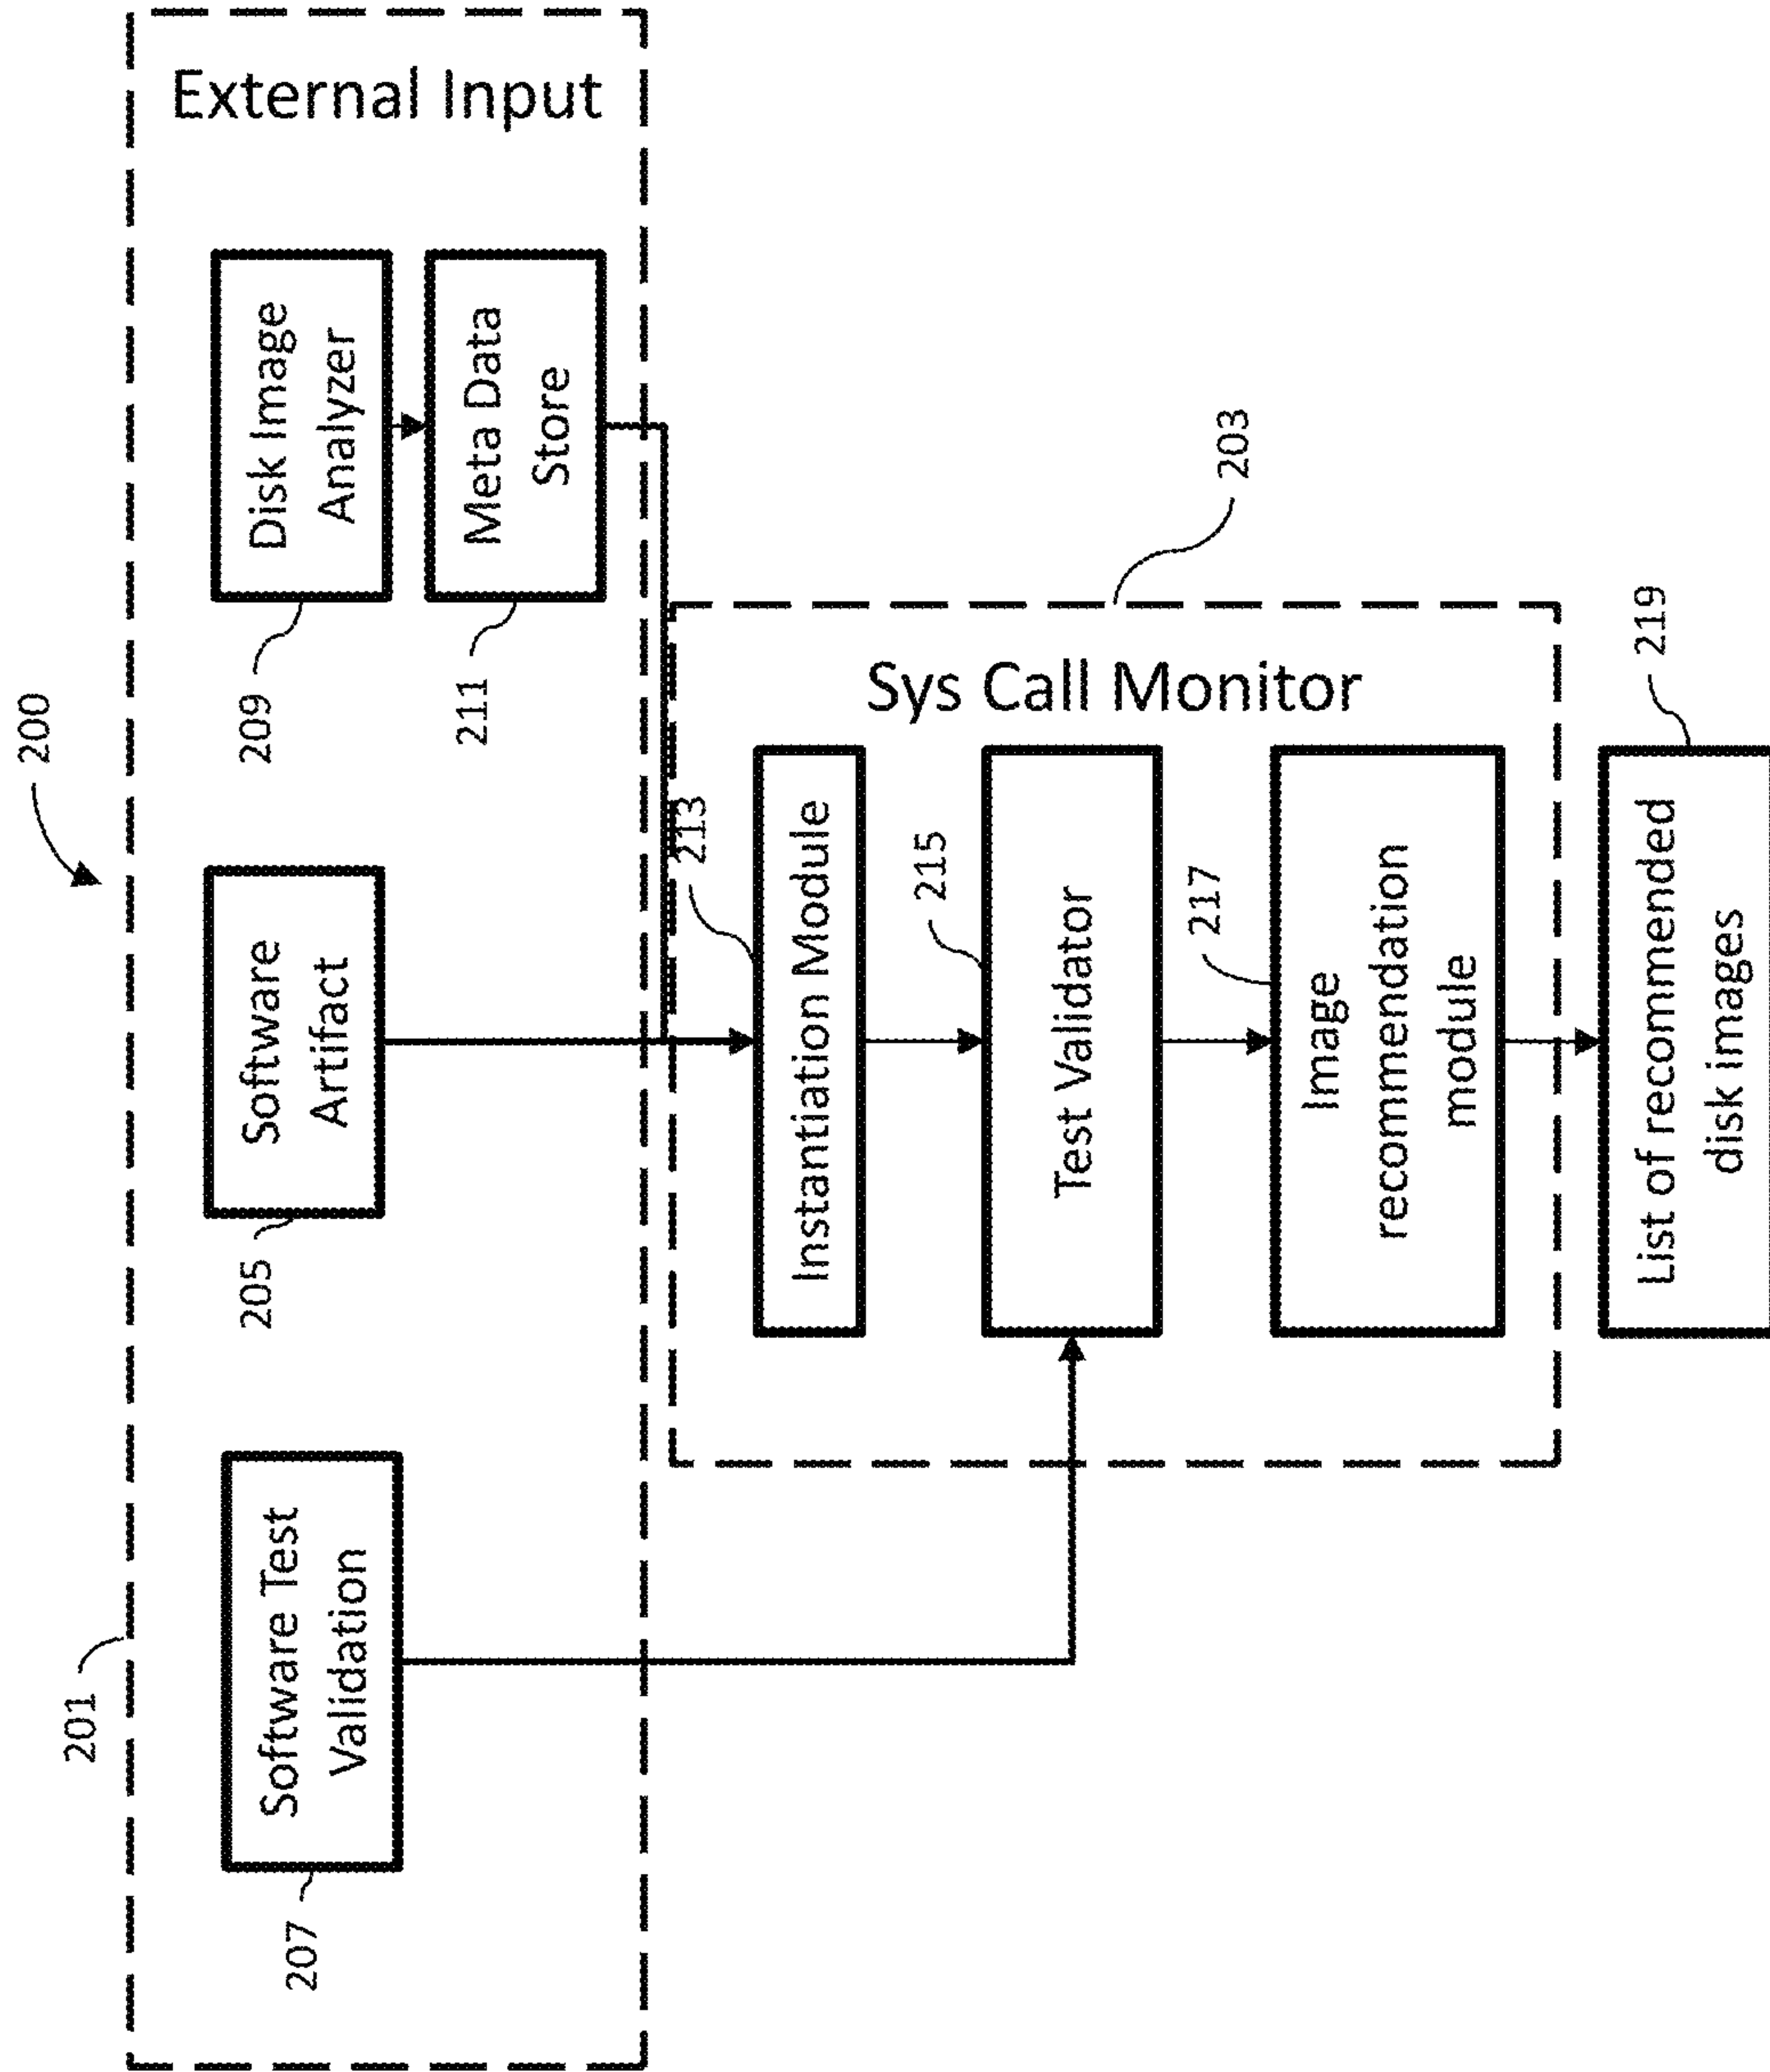 200
201
External Input
207
Software Test
Validation
205
Software
Artifact
209
Disk Image
Analyzer
211
Meta Data
Store
203
Sys Call Monitor
213
Instantiation Module
215
Test Validator
217
Image
recommendation
module
219
List of recommended
disk images